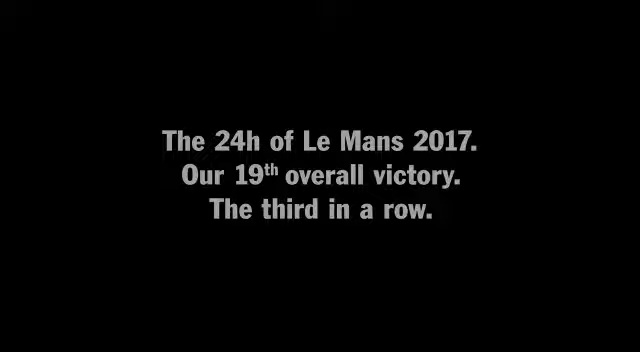 The 24h of Le Mans 2017.
Our 19th overall victory.
The third in a row.